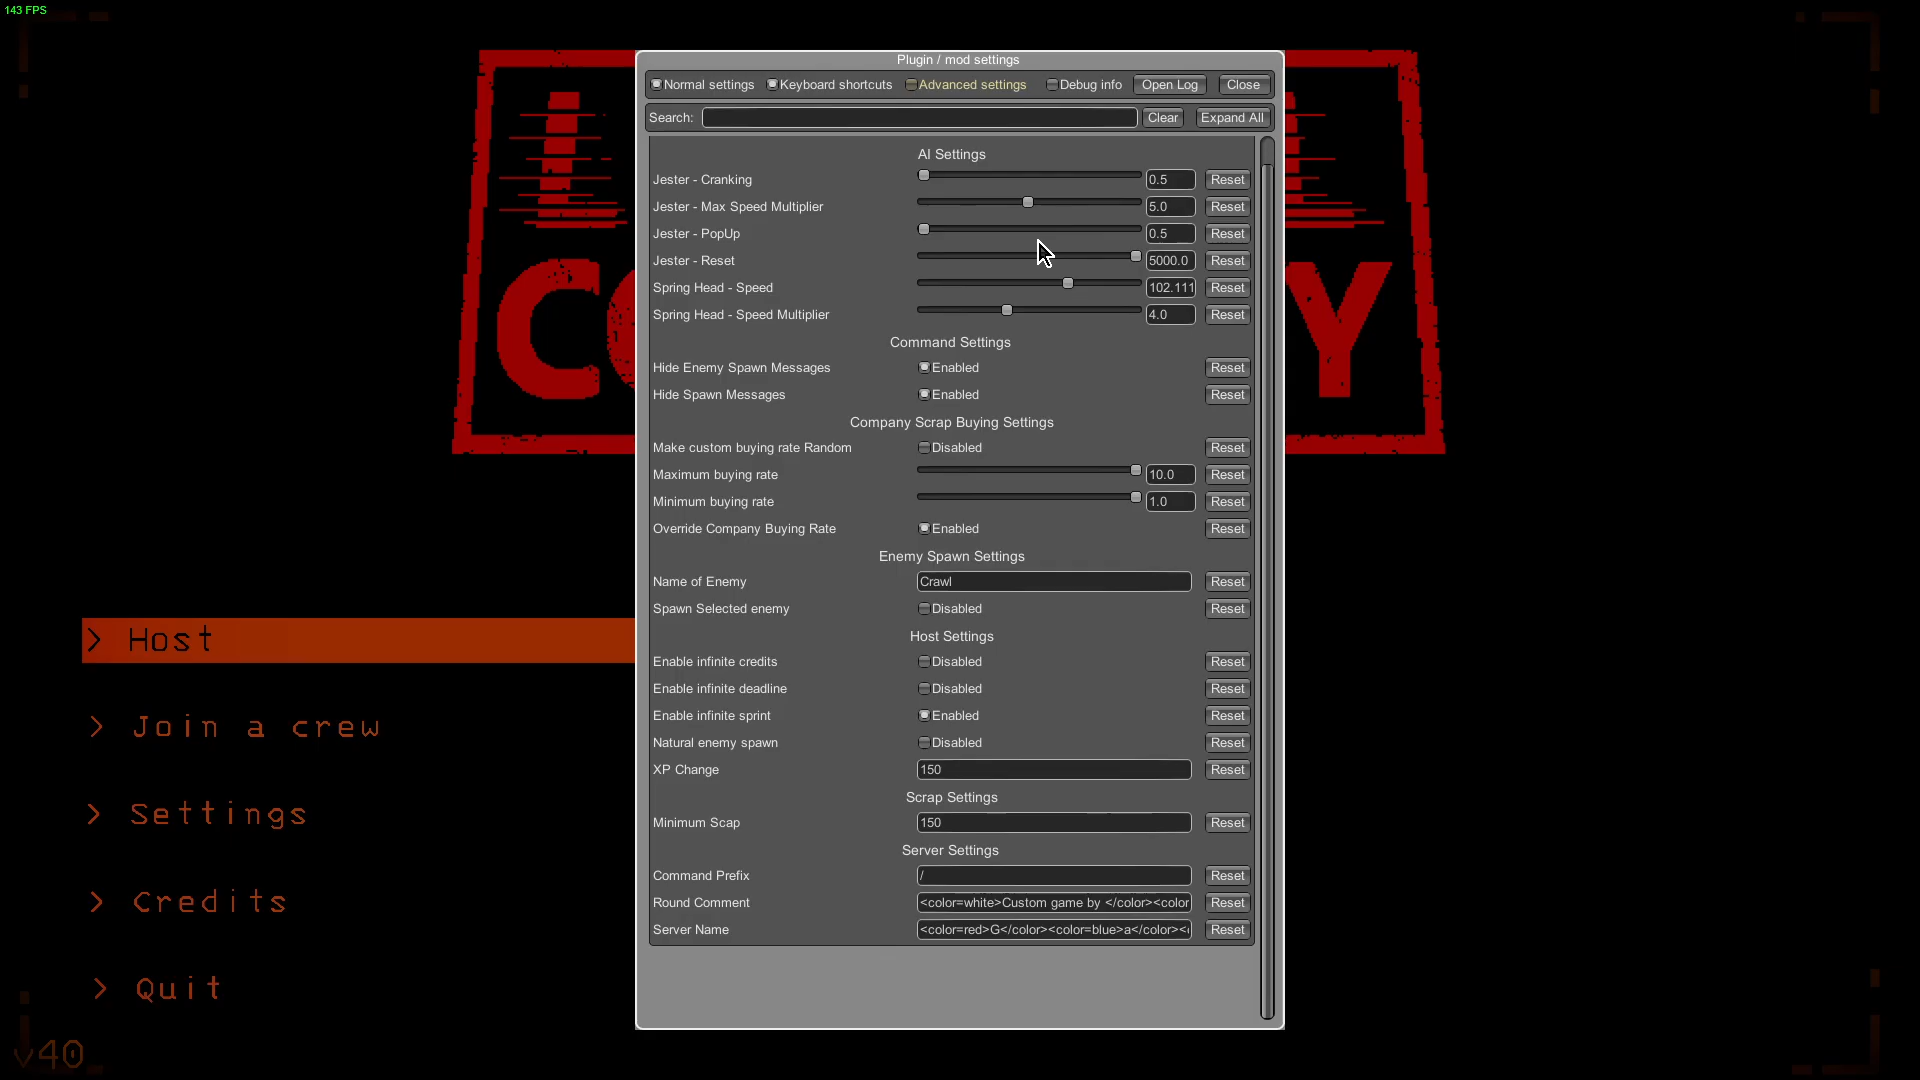 143 FPS
Plugin / mod settings
Normal settings Keyboard shortcuts Advanced settings Debug info Open Log Close
Search: Clear Expand All
AI Settings
Jester - Cranking 0.5 Reset
Jester - Max Speed Multiplier 5.0 Reset
Jester - PopUp 0.5 Reset
Jester - Reset 5000.0 Reset
Spring Head - Speed 102.111 Reset
Spring Head - Speed Multiplier 4.0 Reset
Command Settings
Hide Enemy Spawn Messages Enabled Reset
Hide Spawn Messages Enabled Reset
Company Scrap Buying Settings
Make custom buying rate Random Disabled Reset
Maximum buying rate 10.0 Reset
Minimum buying rate 1.0 Reset
Override Company Buying Rate Enabled Reset
Enemy Spawn Settings
Name of Enemy Crawl Reset
Spawn Selected enemy Disabled Reset
Host Settings
Enable infinite credits Disabled Reset
Enable infinite deadline Disabled Reset
Enable infinite sprint Enabled Reset
Natural enemy spawn Disabled Reset
XP Change 150 Reset
Scrap Settings
Minimum Scap 150 Reset
Server Settings
Command Prefix / Reset
Round Comment <color=white>Custom game by </color><color Reset
Server Name <color=red>G</color><color=blue>a</color><( Reset
> Host
> Join a crew
> Settings
> Credits
> Quit
v40